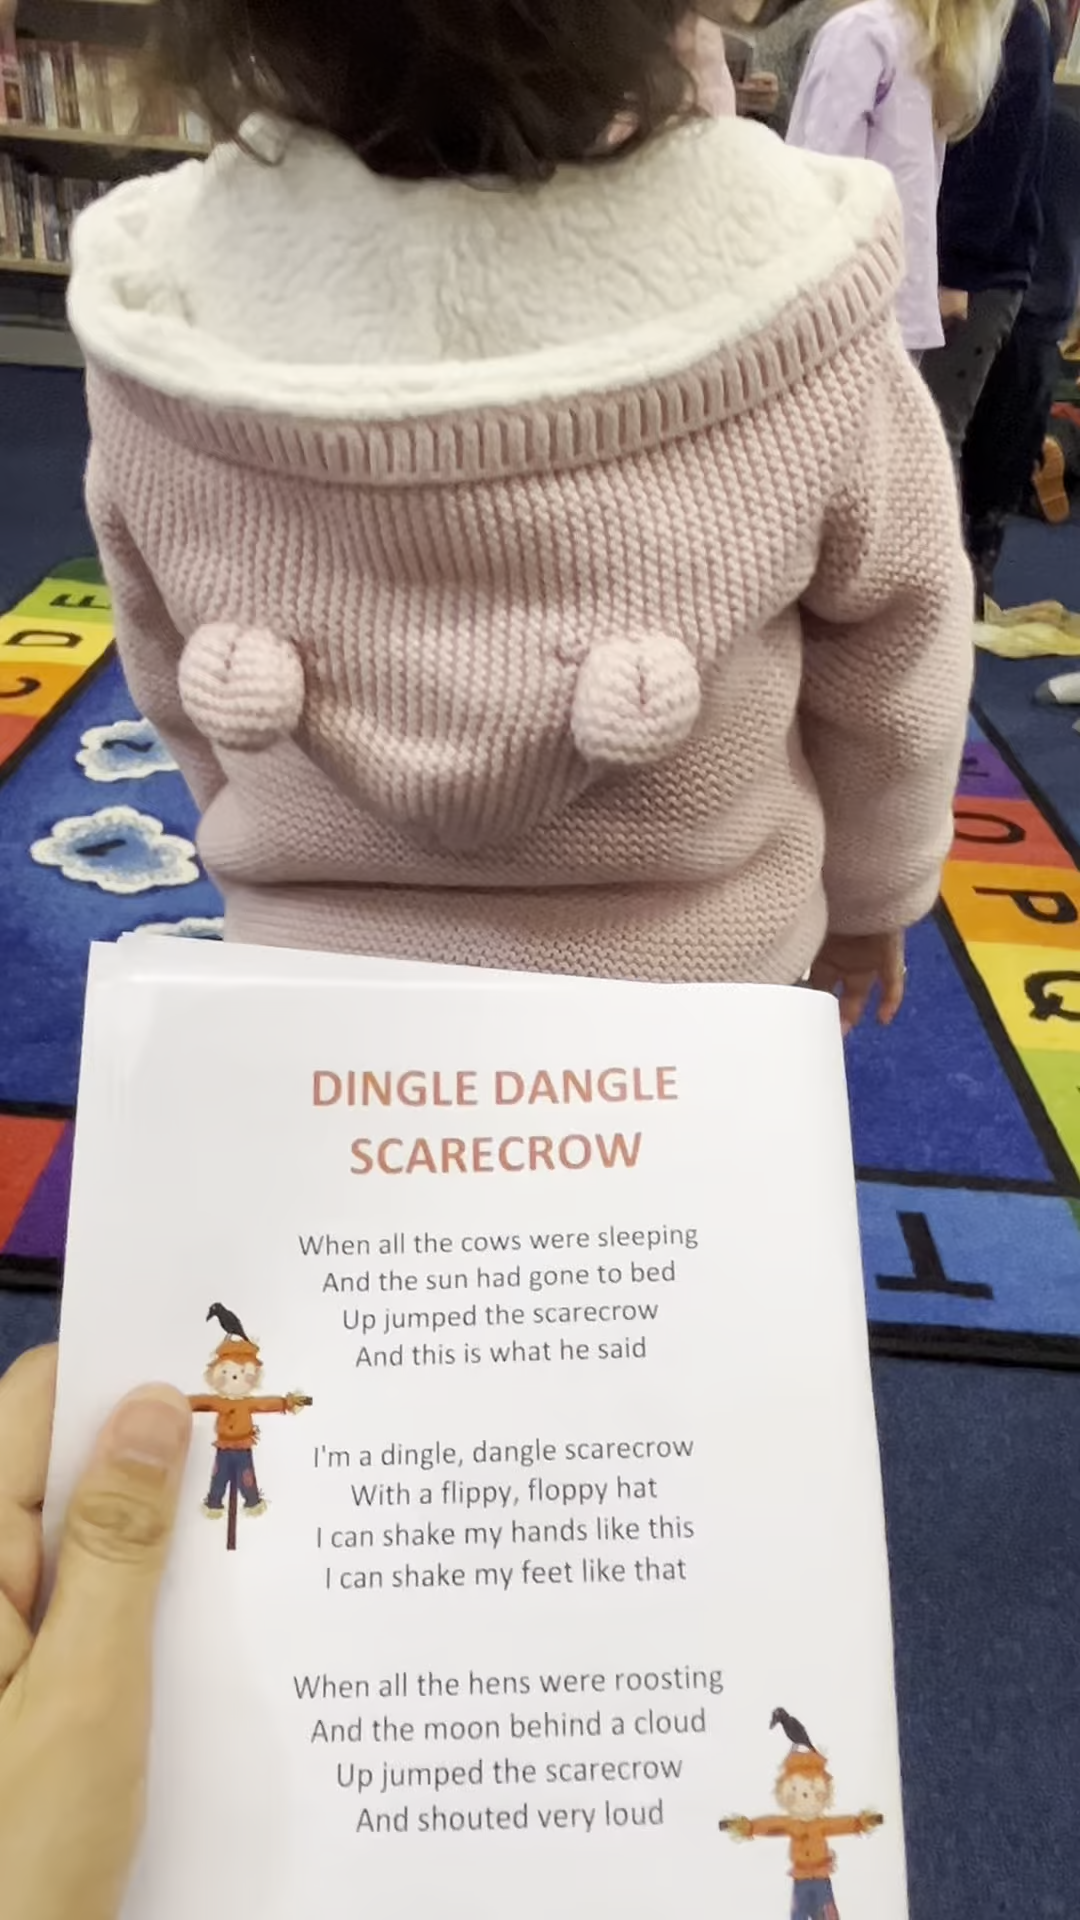 DINGLE DANGLE
SCARECROW
When all the cows were sleeping
And the sun had gone to bed
Up jumped the scarecrow
And this is what he said
I'm a dingle, dangle scarecrow
With a flippy, floppy hat
I can shake my hands like this
I can shake my feet like that
When all the hens were roosting
And the moon behind a cloud
Up jumped the scarecrow
And shouted very loud
E
D
C
2
1
O
P
Q
T